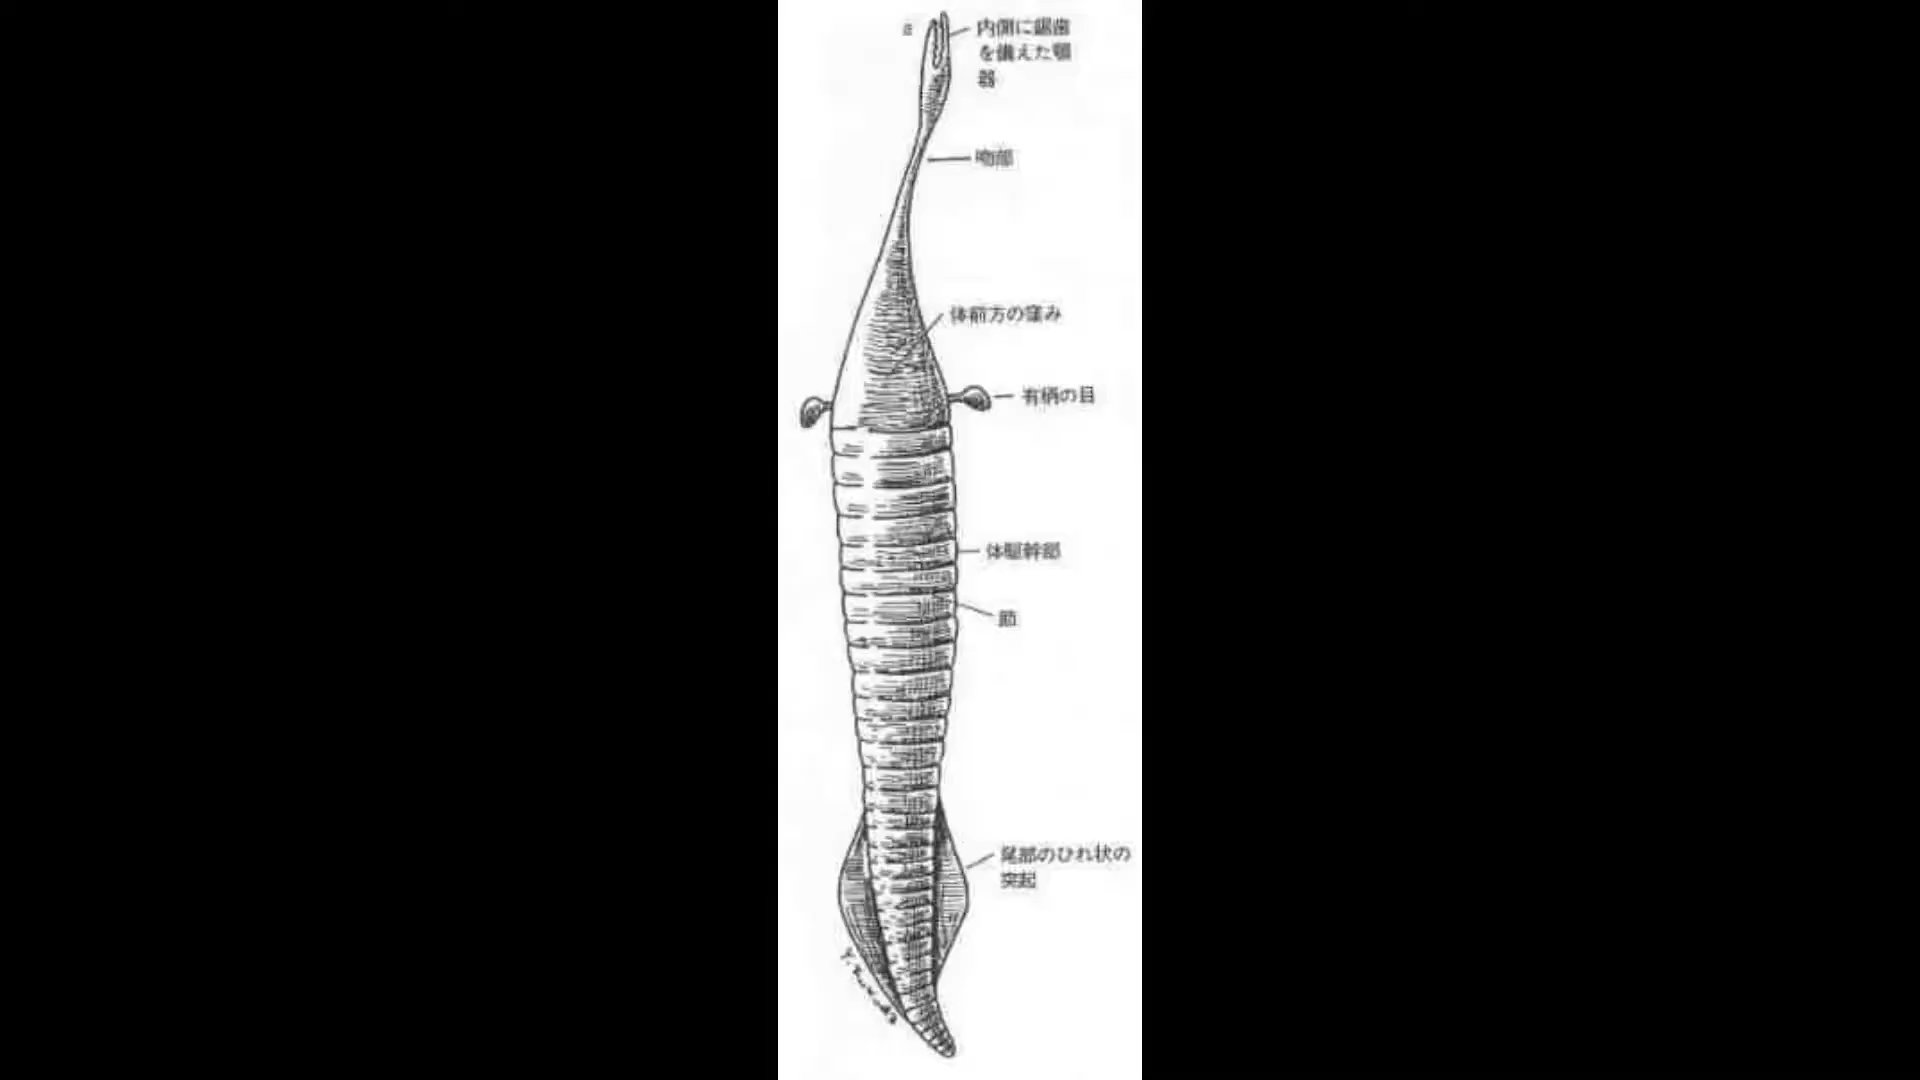 内側に鋸歯
を備えた顎
器
吻部
体前方の窪み
有柄の目
体躯幹部
節
尾部のひれ状の
突起